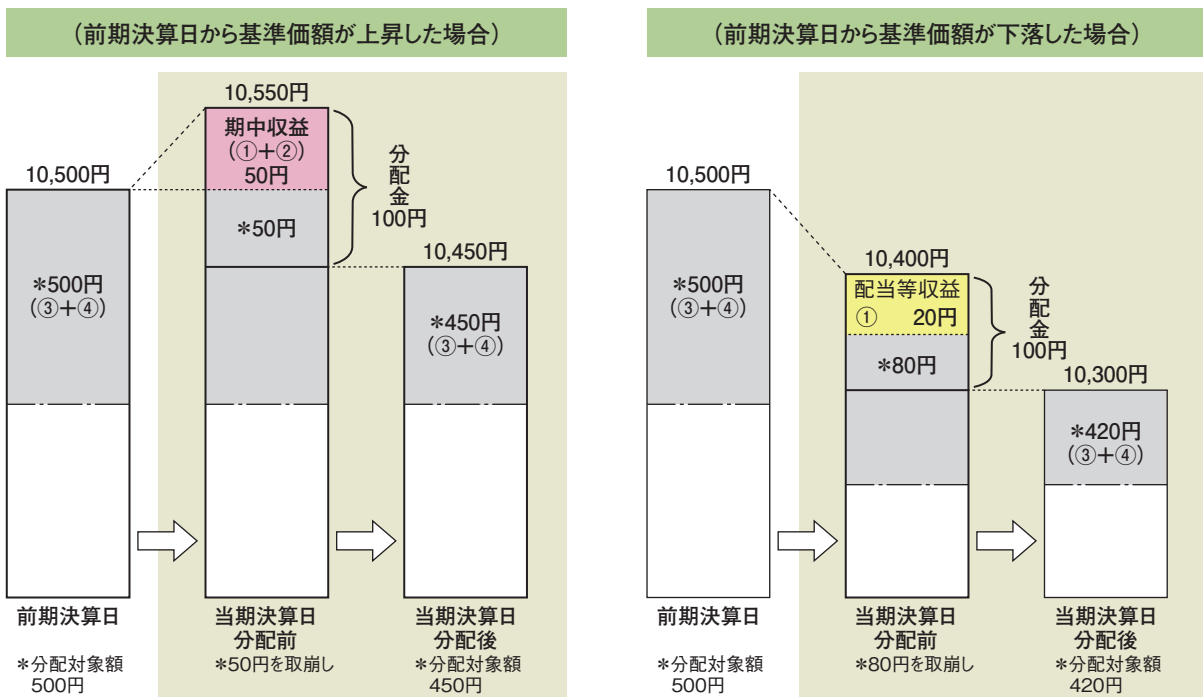 （前期決算日から基準価額が上昇した場合）
10,500円
＊500円
（③＋④）
10,550円
期中収益
（①＋②）
50円
＊50円
分配金
100円
10,450円
＊450円
（③＋④）
前期決算日
＊分配対象額
500円
当期決算日
分配前
＊50円を取崩し
当期決算日
分配後
＊分配対象額
450円
（前期決算日から基準価額が下落した場合）
10,500円
＊500円
（③＋④）
10,400円
配当等収益
① 20円
＊80円
分配金
100円
10,300円
＊420円
（③＋④）
前期決算日
＊分配対象額
500円
当期決算日
分配前
＊80円を取崩し
当期決算日
分配後
＊分配対象額
420円